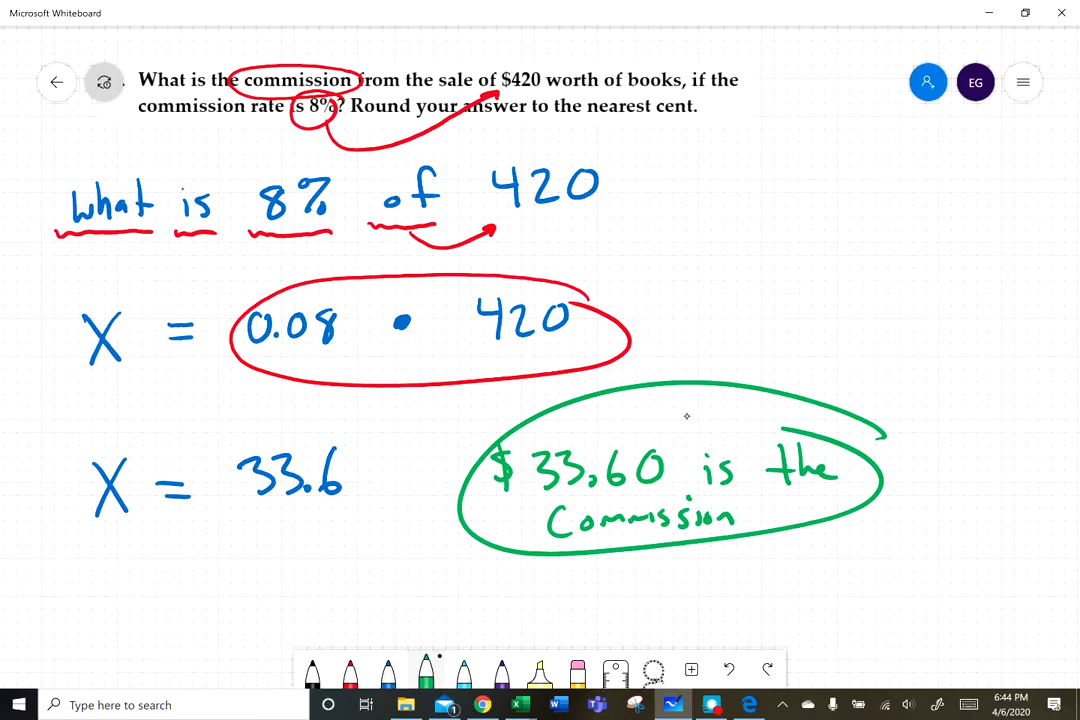 Microsoft Whiteboard
. What is the commission from the sale of $420 worth of books, if the
commission rate is 8%? Round your answer to the nearest cent.
EG
What is 8% of 420
X = 0.08 • 420
X = 33.6
$33.60 is the
Commission
Type here to search
1
6:44 PM
4/6/2020